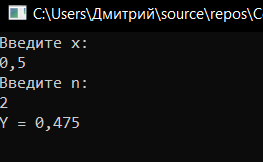 C:\Users\Дмитрий\source\repos\C
Введите x:
0,5
Введите n:
2
Y = 0,475